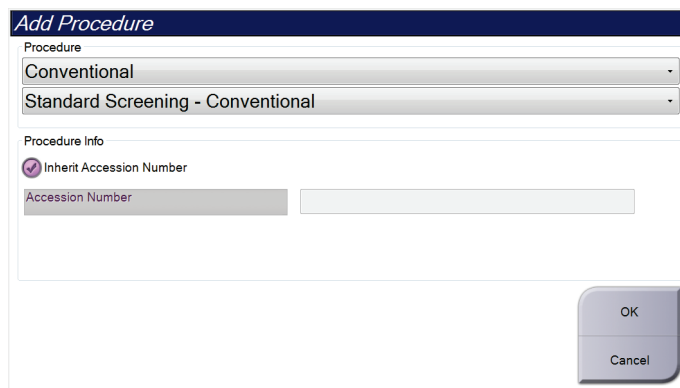 Add Procedure
Procedure
Conventional
Standard Screening - Conventional
Procedure Info
Inherit Accession Number
Accession Number
OK
Cancel